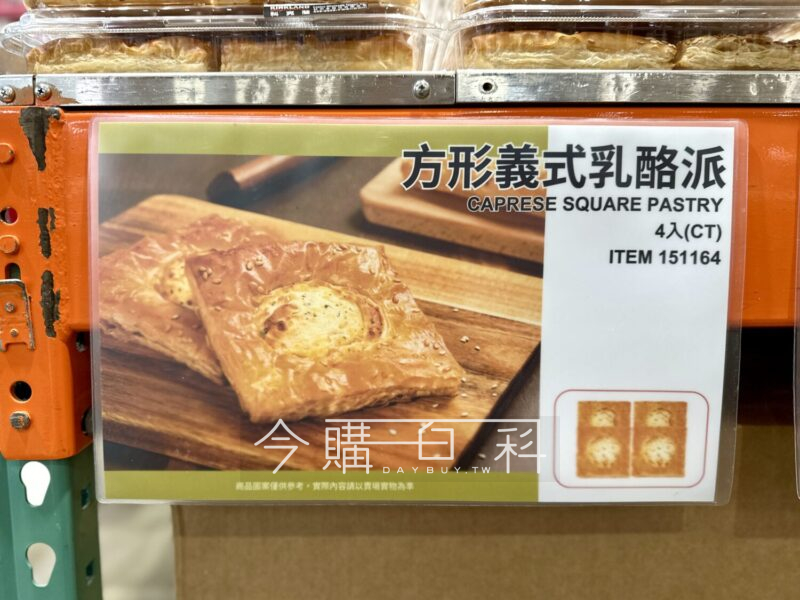 KIRKLAND
方形義式乳酪派
CAPRESE SQUARE PASTRY
4入(CT)
ITEM 151164
今購百科
DAYBUY.TW
商品圖案僅供參考，實際內容請以賣場實物為準